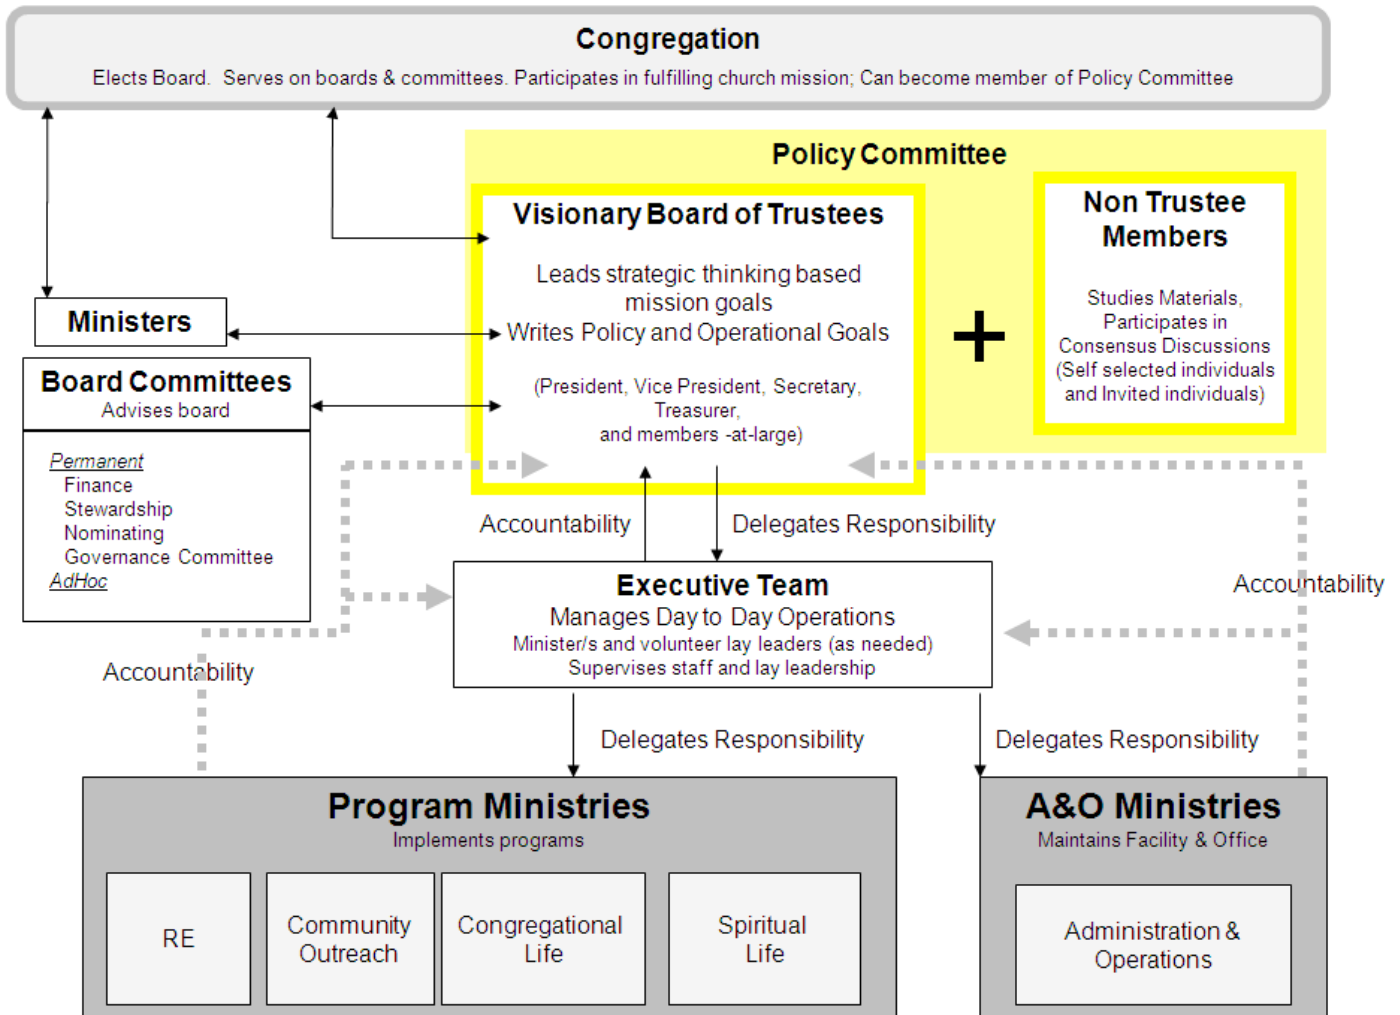 Congregation
Elects Board.  Serves on boards & committees. Participates in fulfilling church mission; Can become member of Policy Committee
Policy Committee
Visionary Board of Trustees
Leads strategic thinking based
mission goals
Writes Policy and Operational Goals
(President, Vice President, Secretary,
Treasurer,
and members -at-large)
+
Non Trustee
Members
Studies Materials,
Participates in
Consensus Discussions
(Self selected individuals
and Invited individuals)
Ministers
Board Committees
Advises board
Permanent
Finance
Stewardship
Nominating
Governance Committee
AdHoc
Accountability
Delegates Responsibility
Executive Team
Manages Day to Day Operations
Minister/s and volunteer lay leaders (as needed)
Supervises staff and lay leadership
Accountability
Accountability
Delegates Responsibility
Delegates Responsibility
Program Ministries
Implements programs
RE
Community
Outreach
Congregational
Life
Spiritual
Life
A&O Ministries
Maintains Facility & Office
Administration &
Operations